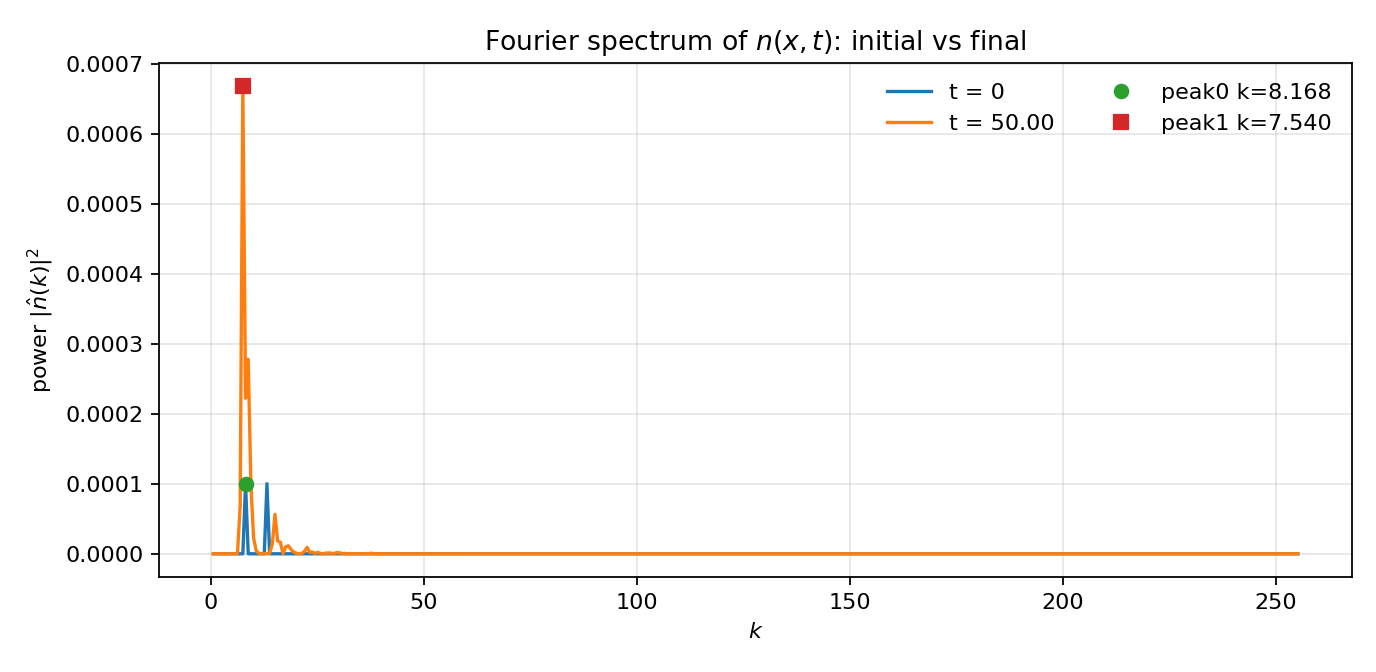 Fourier spectrum of n(x, t): initial vs final
0.0007
0.0006
0.0005
0.0004
0.0003
0.0002
0.0001
0.0000
power |n̂(k)|²
t = 0
t = 50.00
peak0 k=8.168
peak1 k=7.540
0 50 100 150 200 250
k